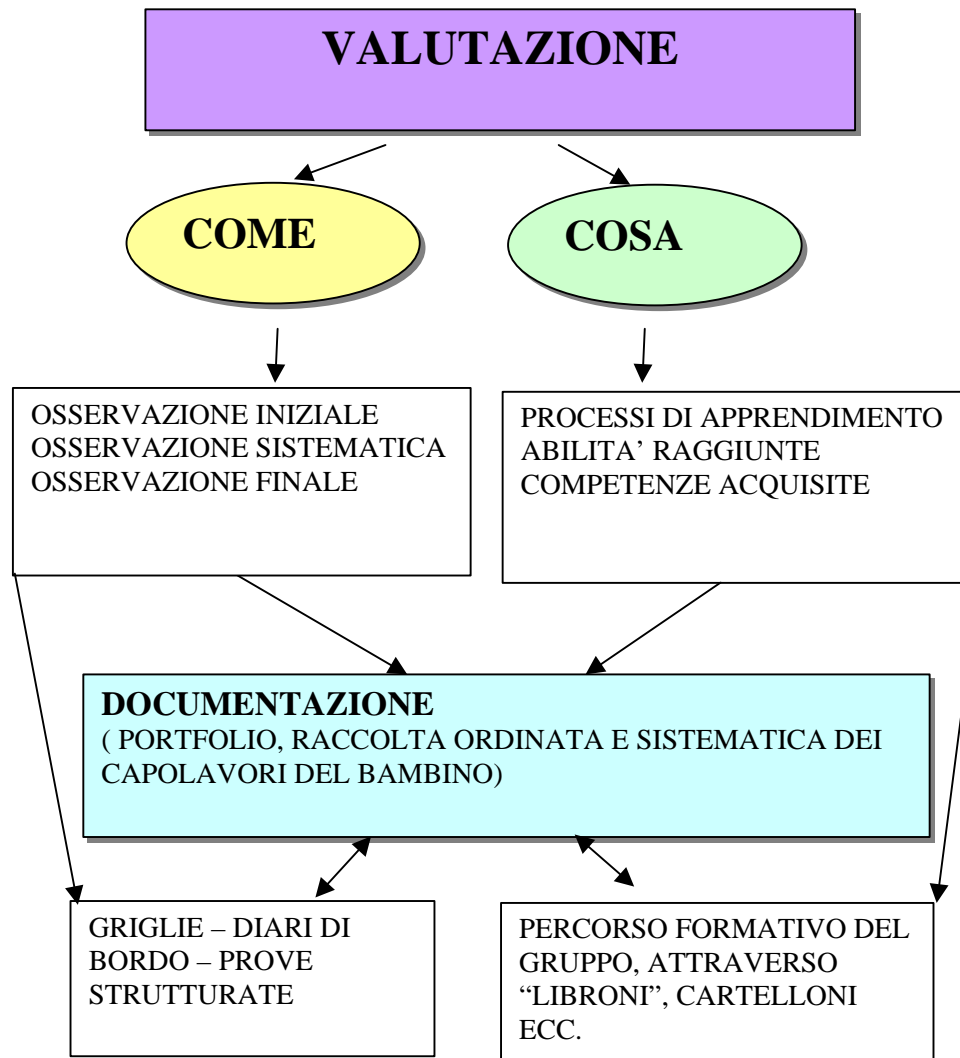 VALUTAZIONE
COME
COSA
OSSERVAZIONE INIZIALE
OSSERVAZIONE SISTEMATICA
OSSERVAZIONE FINALE
PROCESSI DI APPRENDIMENTO
ABILITA’ RAGGIUNTE
COMPETENZE ACQUISITE
DOCUMENTAZIONE
( PORTFOLIO, RACCOLTA ORDINATA E SISTEMATICA DEI
CAPOLAVORI DEL BAMBINO)
GRIGLIE – DIARI DI
BORDO – PROVE
STRUTTURATE
PERCORSO FORMATIVO DEL
GRUPPO, ATTRAVERSO
“LIBRONI”, CARTELLONI
ECC.